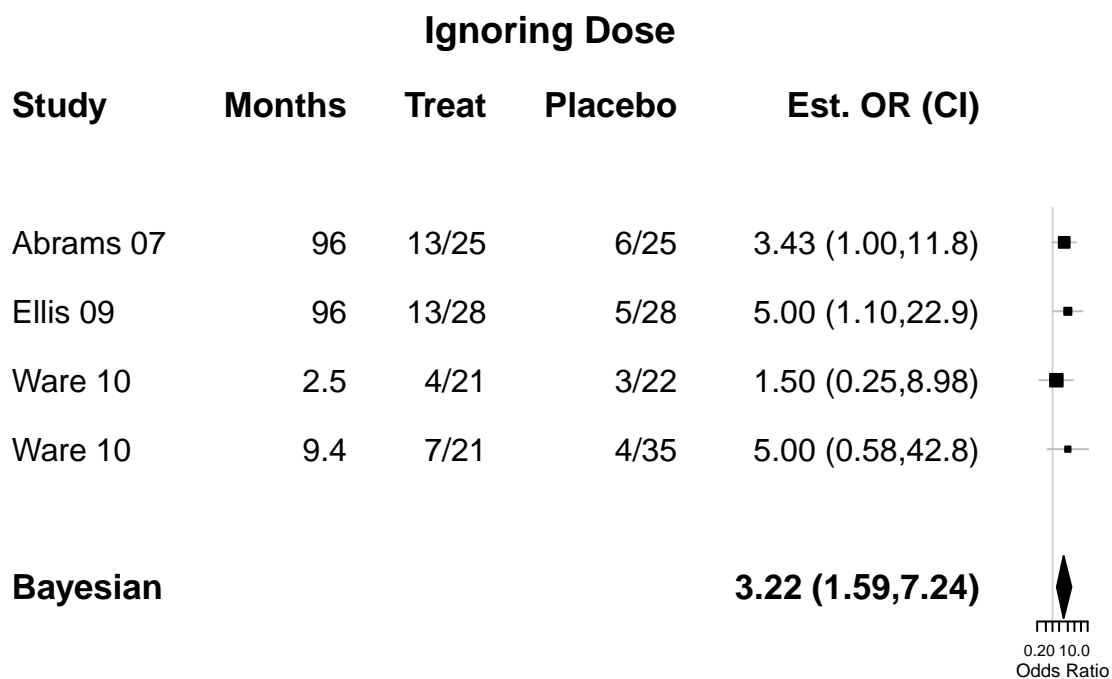 Ignoring Dose
Study Months Treat Placebo Est. OR (CI)
Abrams 07 96 13/25 6/25 3.43 (1.00,11.8)
Ellis 09 96 13/28 5/28 5.00 (1.10,22.9)
Ware 10 2.5 4/21 3/22 1.50 (0.25,8.98)
Ware 10 9.4 7/21 4/35 5.00 (0.58,42.8)
Bayesian 3.22 (1.59,7.24)
0.20 10.0
Odds Ratio